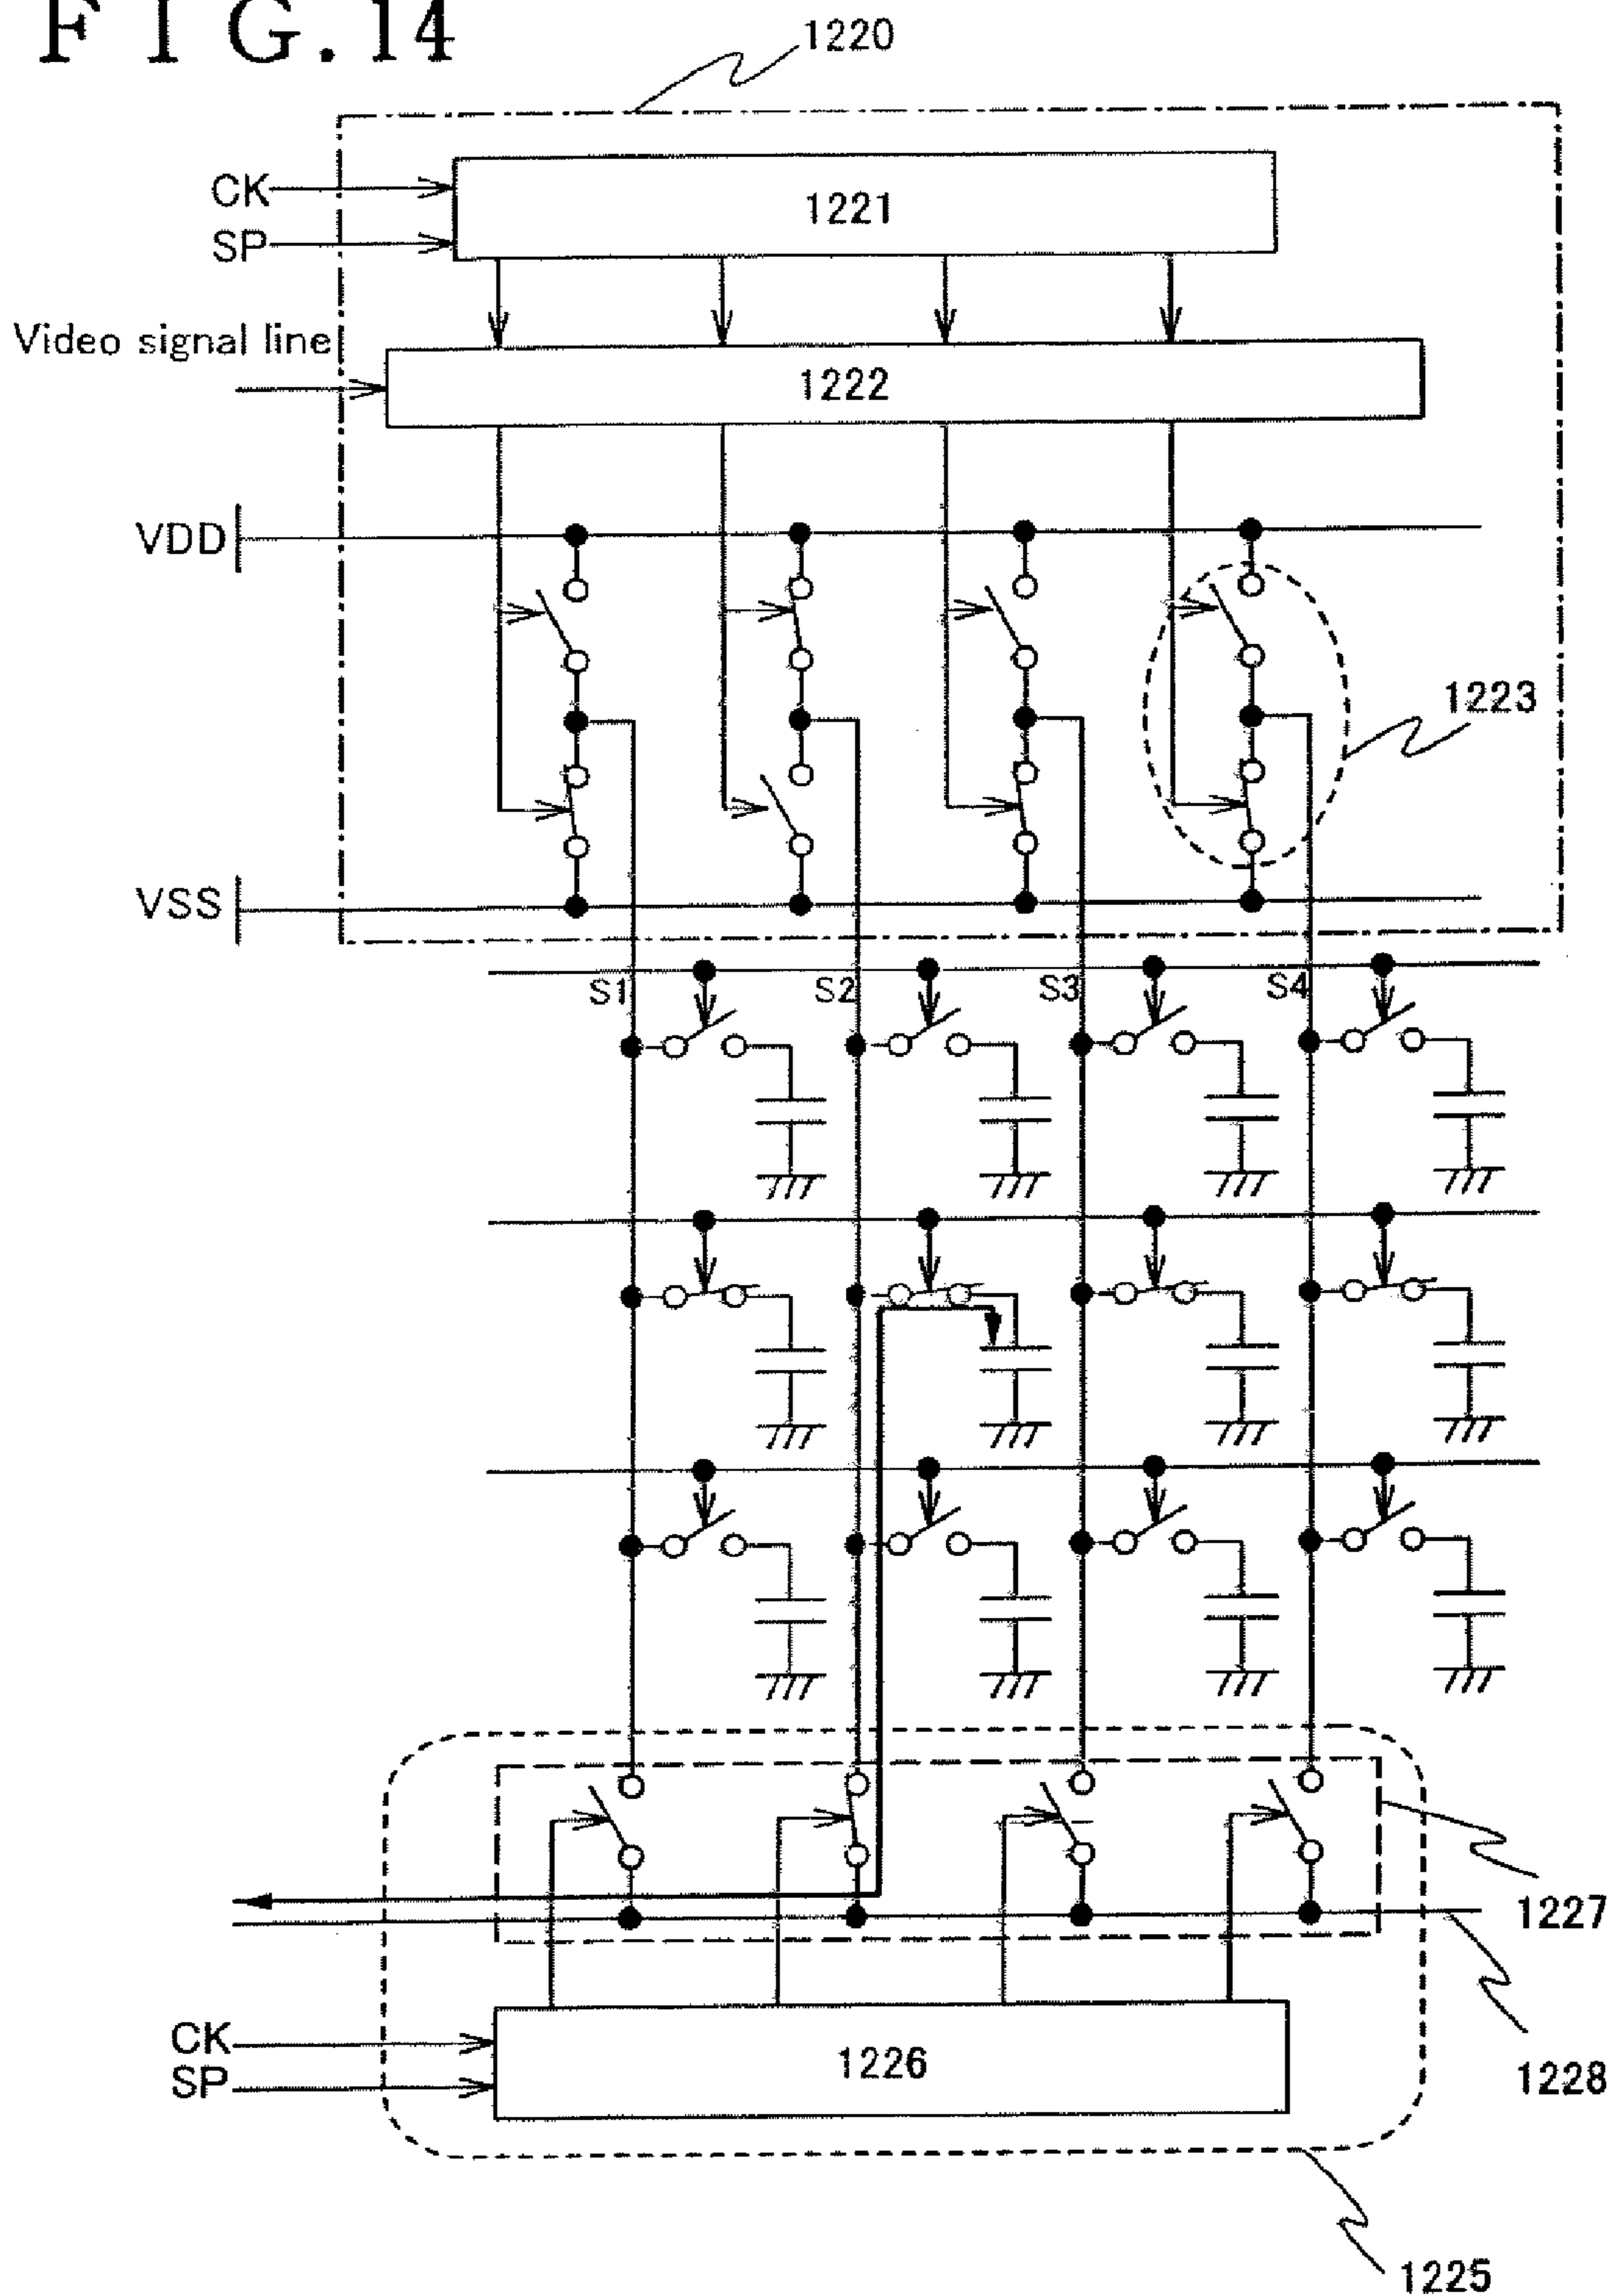 FIG.14
1220
CK
1221
SP
Video signal line
1222
VDD
1223
VSS
S1 S2 S3 S4
1227
1228
CK
SP
1226
1225